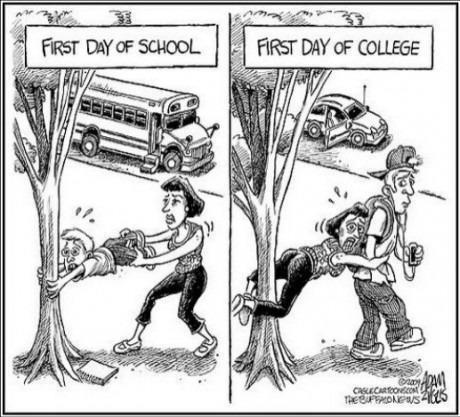 FIRST DAY OF SCHOOL
FIRST DAY OF COLLEGE
©2009 ADAM ZYGLIS
CAGLECARTOONS.COM
THE BUFFALO NEWS